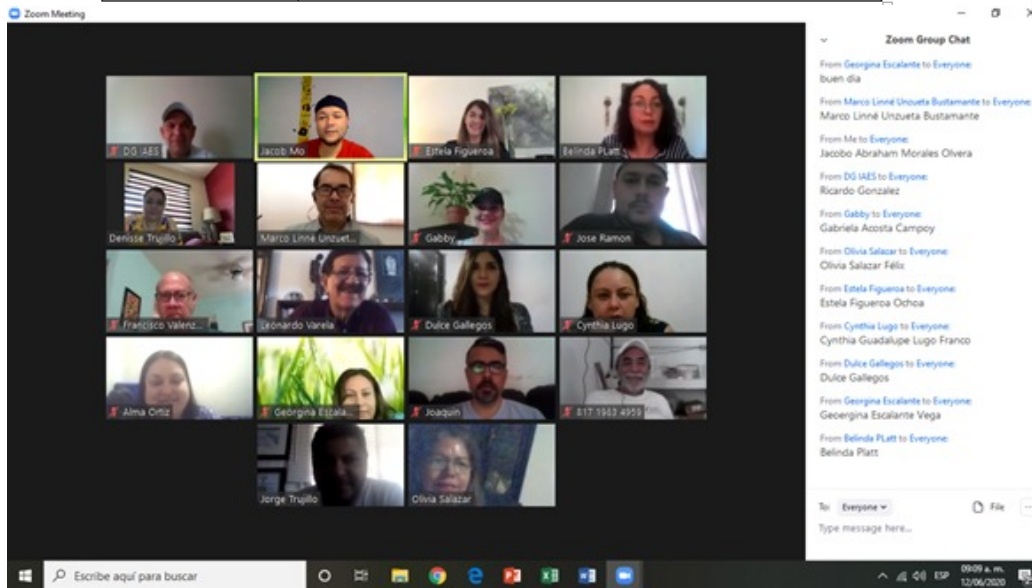 Zoom Meeting
DG IAES
Jacob Mo
Estela Figueroa
Belinda PLatt
Denisse Trujillo
Marco Linné Unzuet...
Gabby
Jose Ramon
Francisco Valenz...
Leonardo Varela
Dulce Gallegos
Cynthia Lugo
Alma Ortiz
Georgina Escala...
Joaquin
817 1983 4959
Jorge Trujillo
Olivia Salazar
Zoom Group Chat
From Georgina Escalante to Everyone:
buen dia
From Marco Linné Unzueta Bustamante to Everyone:
Marco Linné Unzueta Bustamante
From Me to Everyone:
Jacobo Abraham Morales Olvera
From DG IAES to Everyone:
Ricardo Gonzalez
From Gabby to Everyone:
Gabriela Acosta Campoy
From Olivia Salazar to Everyone:
Olivia Salazar Félix
From Estela Figueroa to Everyone:
Estela Figueroa Ochoa
From Cynthia Lugo to Everyone:
Cynthia Guadalupe Lugo Franco
From Dulce Gallegos to Everyone:
Dulce Gallegos
From Georgina Escalante to Everyone:
Geoergina Escalante Vega
From Belinda PLatt to Everyone:
Belinda Platt
To: Everyone
File
Type message here...
Escribe aquí para buscar
ESP
09:09 a. m.
12/06/2020